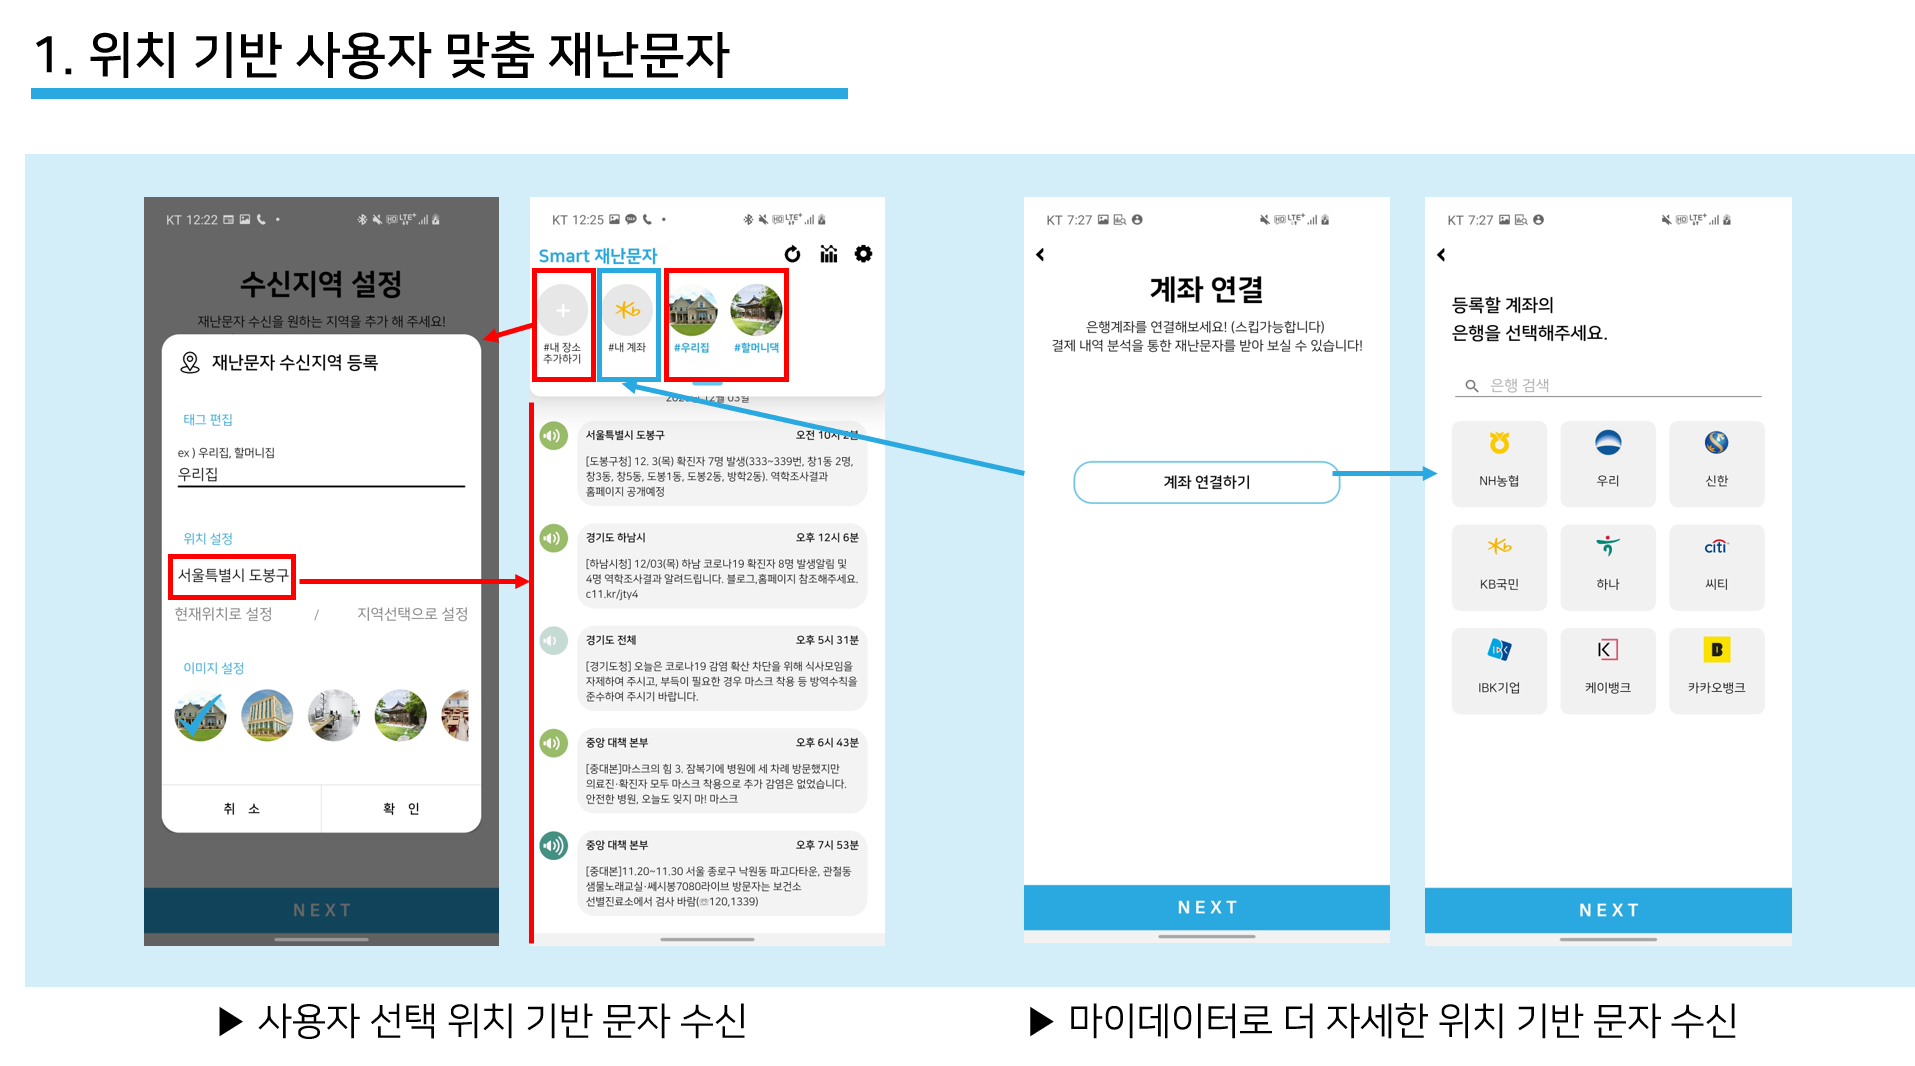 1. 위치 기반 사용자 맞춤 재난문자
KT 12:22
수신지역 설정
재난문자 수신을 원하는 지역을 추가 해 주세요!
재난문자 수신지역 등록
태그 편집
ex ) 우리집, 할머니집
우리집
위치 설정
서울특별시 도봉구
현재위치로 설정 / 지역선택으로 설정
이미지 설정
취 소 확 인
NEXT
KT 12:25
Smart 재난문자
#내 장소
추가하기
#내 계좌
#우리집
#할머니댁
12월 03일
서울특별시 도봉구 오전 10시 2분
[도봉구청] 12. 3(목) 확진자 7명 발생(333~339번, 창1동 2명,
창3동, 창5동, 도봉1동, 도봉2동, 방학2동). 역학조사결과
홈페이지 공개예정
경기도 하남시 오후 12시 6분
[하남시청] 12/03(목) 하남 코로나19 확진자 8명 발생알림 및
4명 역학조사결과 알려드립니다. 블로그,홈페이지 참조해주세요.
c11.kr/jty4
경기도 전체 오후 5시 31분
[경기도청] 오늘은 코로나19 감염 확산 차단을 위해 식사모임을
자제하여 주시고, 부득이 필요한 경우 마스크 착용 등 방역수칙을
준수하여 주시기 바랍니다.
중앙 대책 본부 오후 6시 43분
[중대본]마스크의 힘 3. 잠복기에 병원에 세 차례 방문했지만
의료진·확진자 모두 마스크 착용으로 추가 감염은 없었습니다.
안전한 병원, 오늘도 잊지 마! 마스크
중앙 대책 본부 오후 7시 53분
[중대본]11.20~11.30 서울 종로구 낙원동 파고다타운, 관철동
샘물노래교실·쎄시봉7080라이브 방문자는 보건소
선별진료소에서 검사 바람(☏120,1339)
KT 7:27
계좌 연결
은행계좌를 연결해보세요! (스킵가능합니다)
결제 내역 분석을 통한 재난문자를 받아 보실 수 있습니다!
계좌 연결하기
NEXT
KT 7:27
등록할 계좌의
은행을 선택해주세요.
은행 검색
NH농협 우리 신한
citi
KB국민 하나 씨티
IBK K B
IBK기업 케이뱅크 카카오뱅크
NEXT
▶ 사용자 선택 위치 기반 문자 수신
▶ 마이데이터로 더 자세한 위치 기반 문자 수신